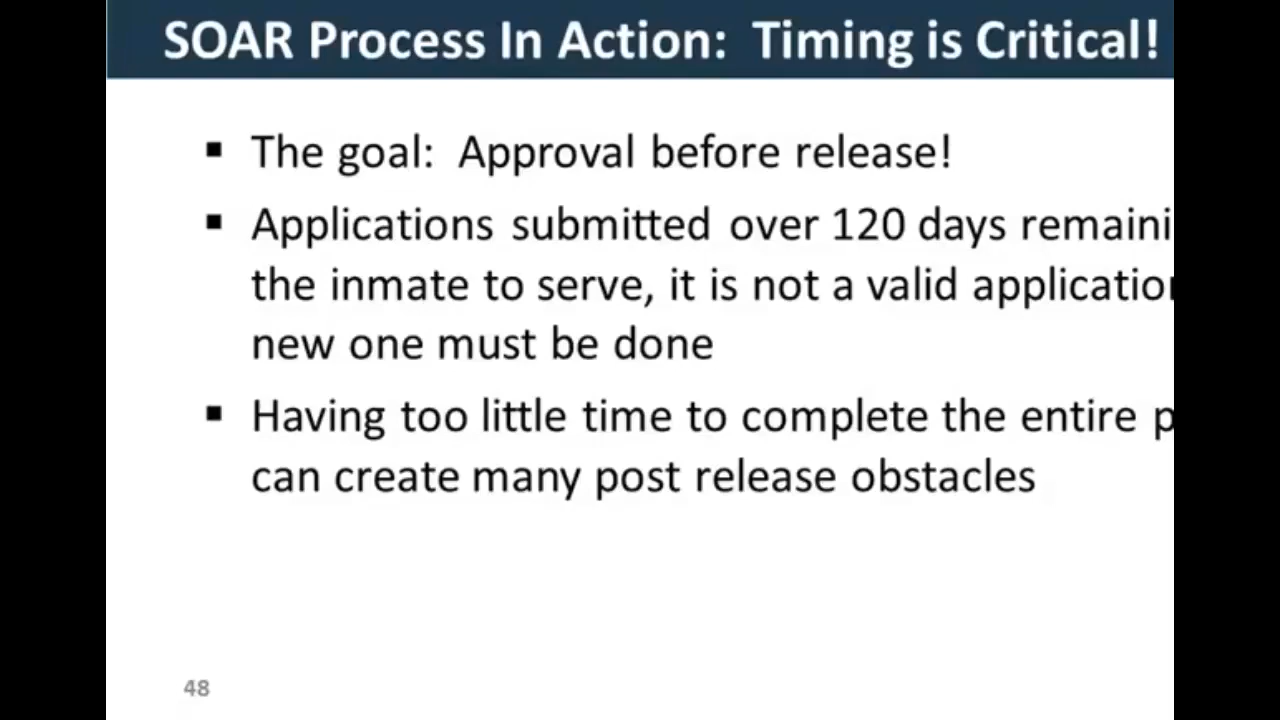 SOAR Process In Action:  Timing is Critical!
▪ The goal:  Approval before release!
▪ Applications submitted over 120 days
the inmate to serve, it is not a valid
new one must be done
▪ Having too little time to complete the entire
can create many post release obstacles
48